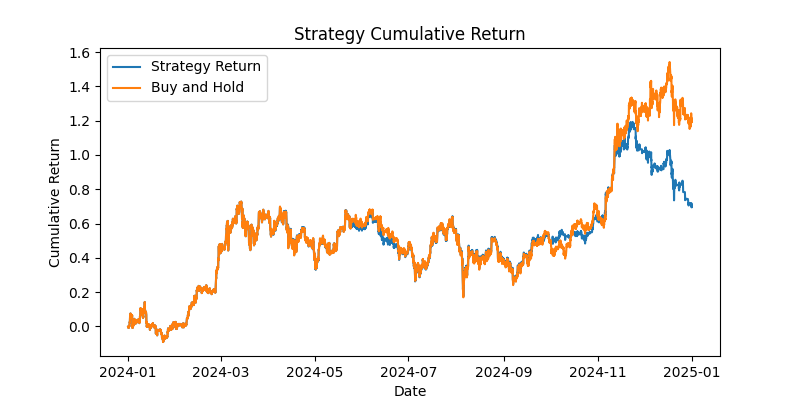 Strategy Cumulative Return
Strategy Return
Buy and Hold
Cumulative Return
1.6
1.4
1.2
1.0
0.8
0.6
0.4
0.2
0.0
2024-01 2024-03 2024-05 2024-07 2024-09 2024-11 2025-01
Date